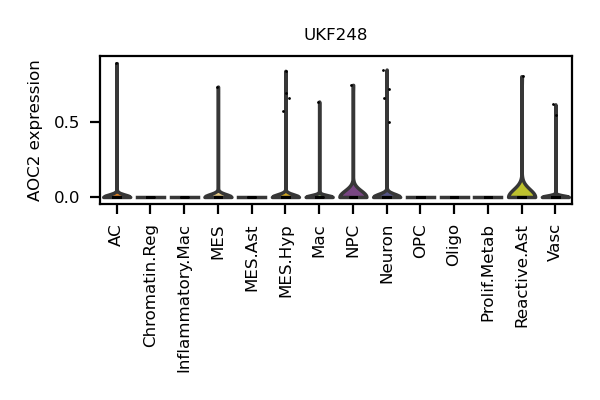 UKF248
AOC2 expression
0.5
0.0
AC
Chromatin.Reg
Inflammatory.Mac
MES
MES.Ast
MES.Hyp
Mac
NPC
Neuron
OPC
Oligo
Prolif.Metab
Reactive.Ast
Vasc